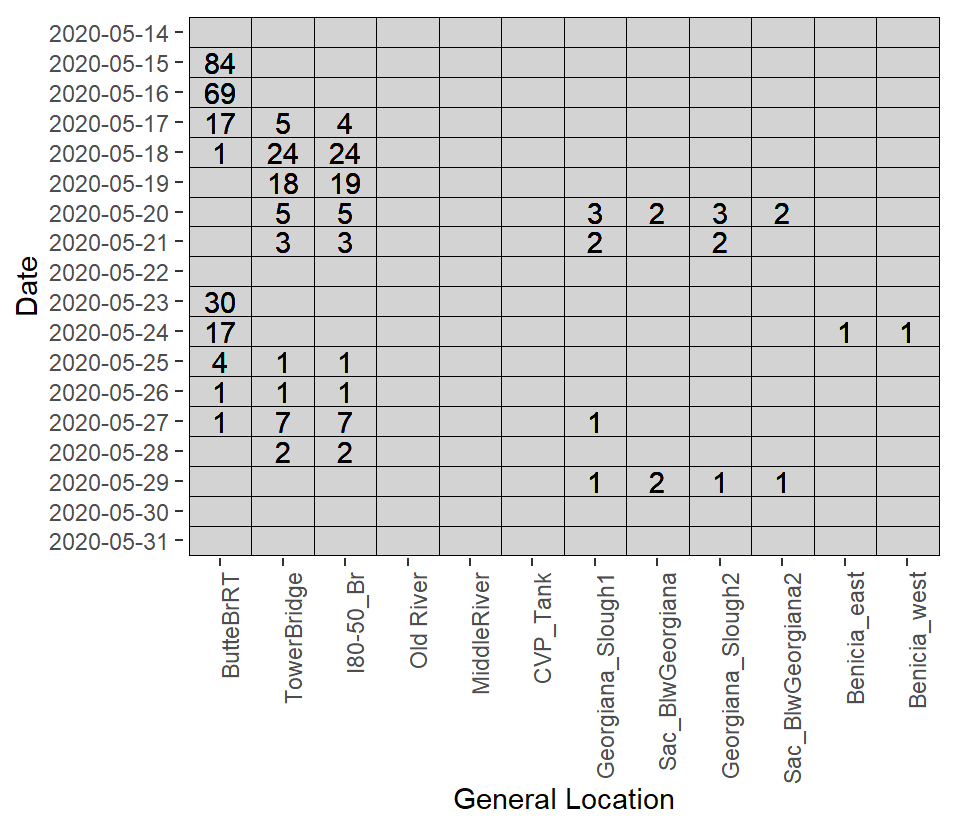 2020-05-14
2020-05-15 84
2020-05-16 69
2020-05-17 17 5 4
2020-05-18 1 24 24
2020-05-19 18 19
2020-05-20 5 5 3 2 3 2
2020-05-21 3 3 2 2
2020-05-22
2020-05-23 30
2020-05-24 17 1 1
2020-05-25 4 1 1
2020-05-26 1 1 1
2020-05-27 1 7 7 1
2020-05-28 2 2
2020-05-29 1 2 1 1
2020-05-30
2020-05-31
Date
ButteBrRT
TowerBridge
I80-50_Br
Old River
MiddleRiver
CVP_Tank
Georgiana_Slough1
Sac_BlwGeorgiana
Georgiana_Slough2
Sac_BlwGeorgiana2
Benicia_east
Benicia_west
General Location